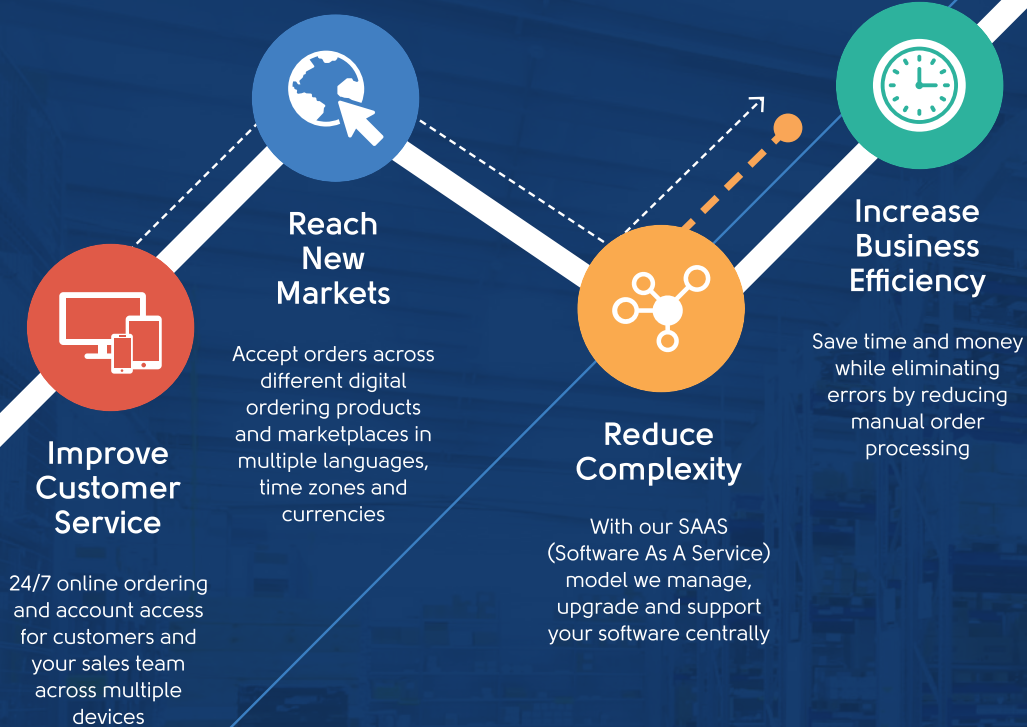 Improve
Customer
Service
24/7 online ordering
and account access
for customers and
your sales team
across multiple
devices
Reach
New
Markets
Accept orders across
different digital
ordering products
and marketplaces in
multiple languages,
time zones and
currencies
Reduce
Complexity
With our SAAS
(Software As A Service)
model we manage,
upgrade and support
your software centrally
Increase
Business
Efficiency
Save time and money
while eliminating
errors by reducing
manual order
processing